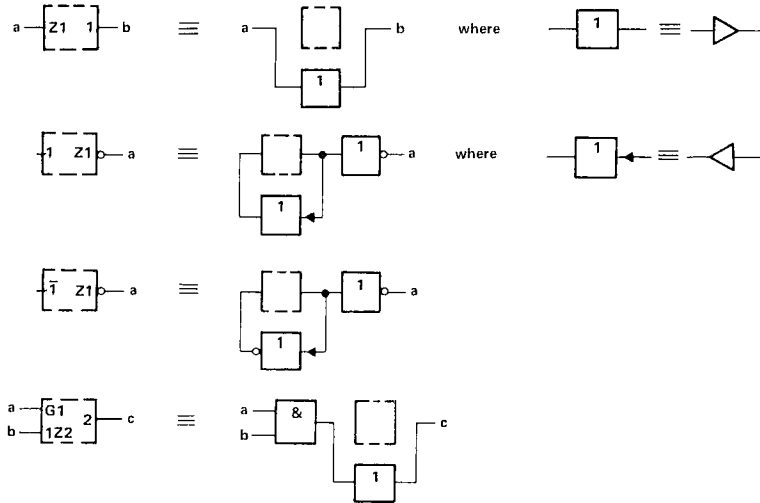 a Z1 1 b ≡ a b where 1 ≡
1
1 Z1 a ≡ 1 a where 1 ≡
1
1̅ Z1 a ≡ 1 a
1
a G1 2 c ≡ a & c
b 1Z2 b
1